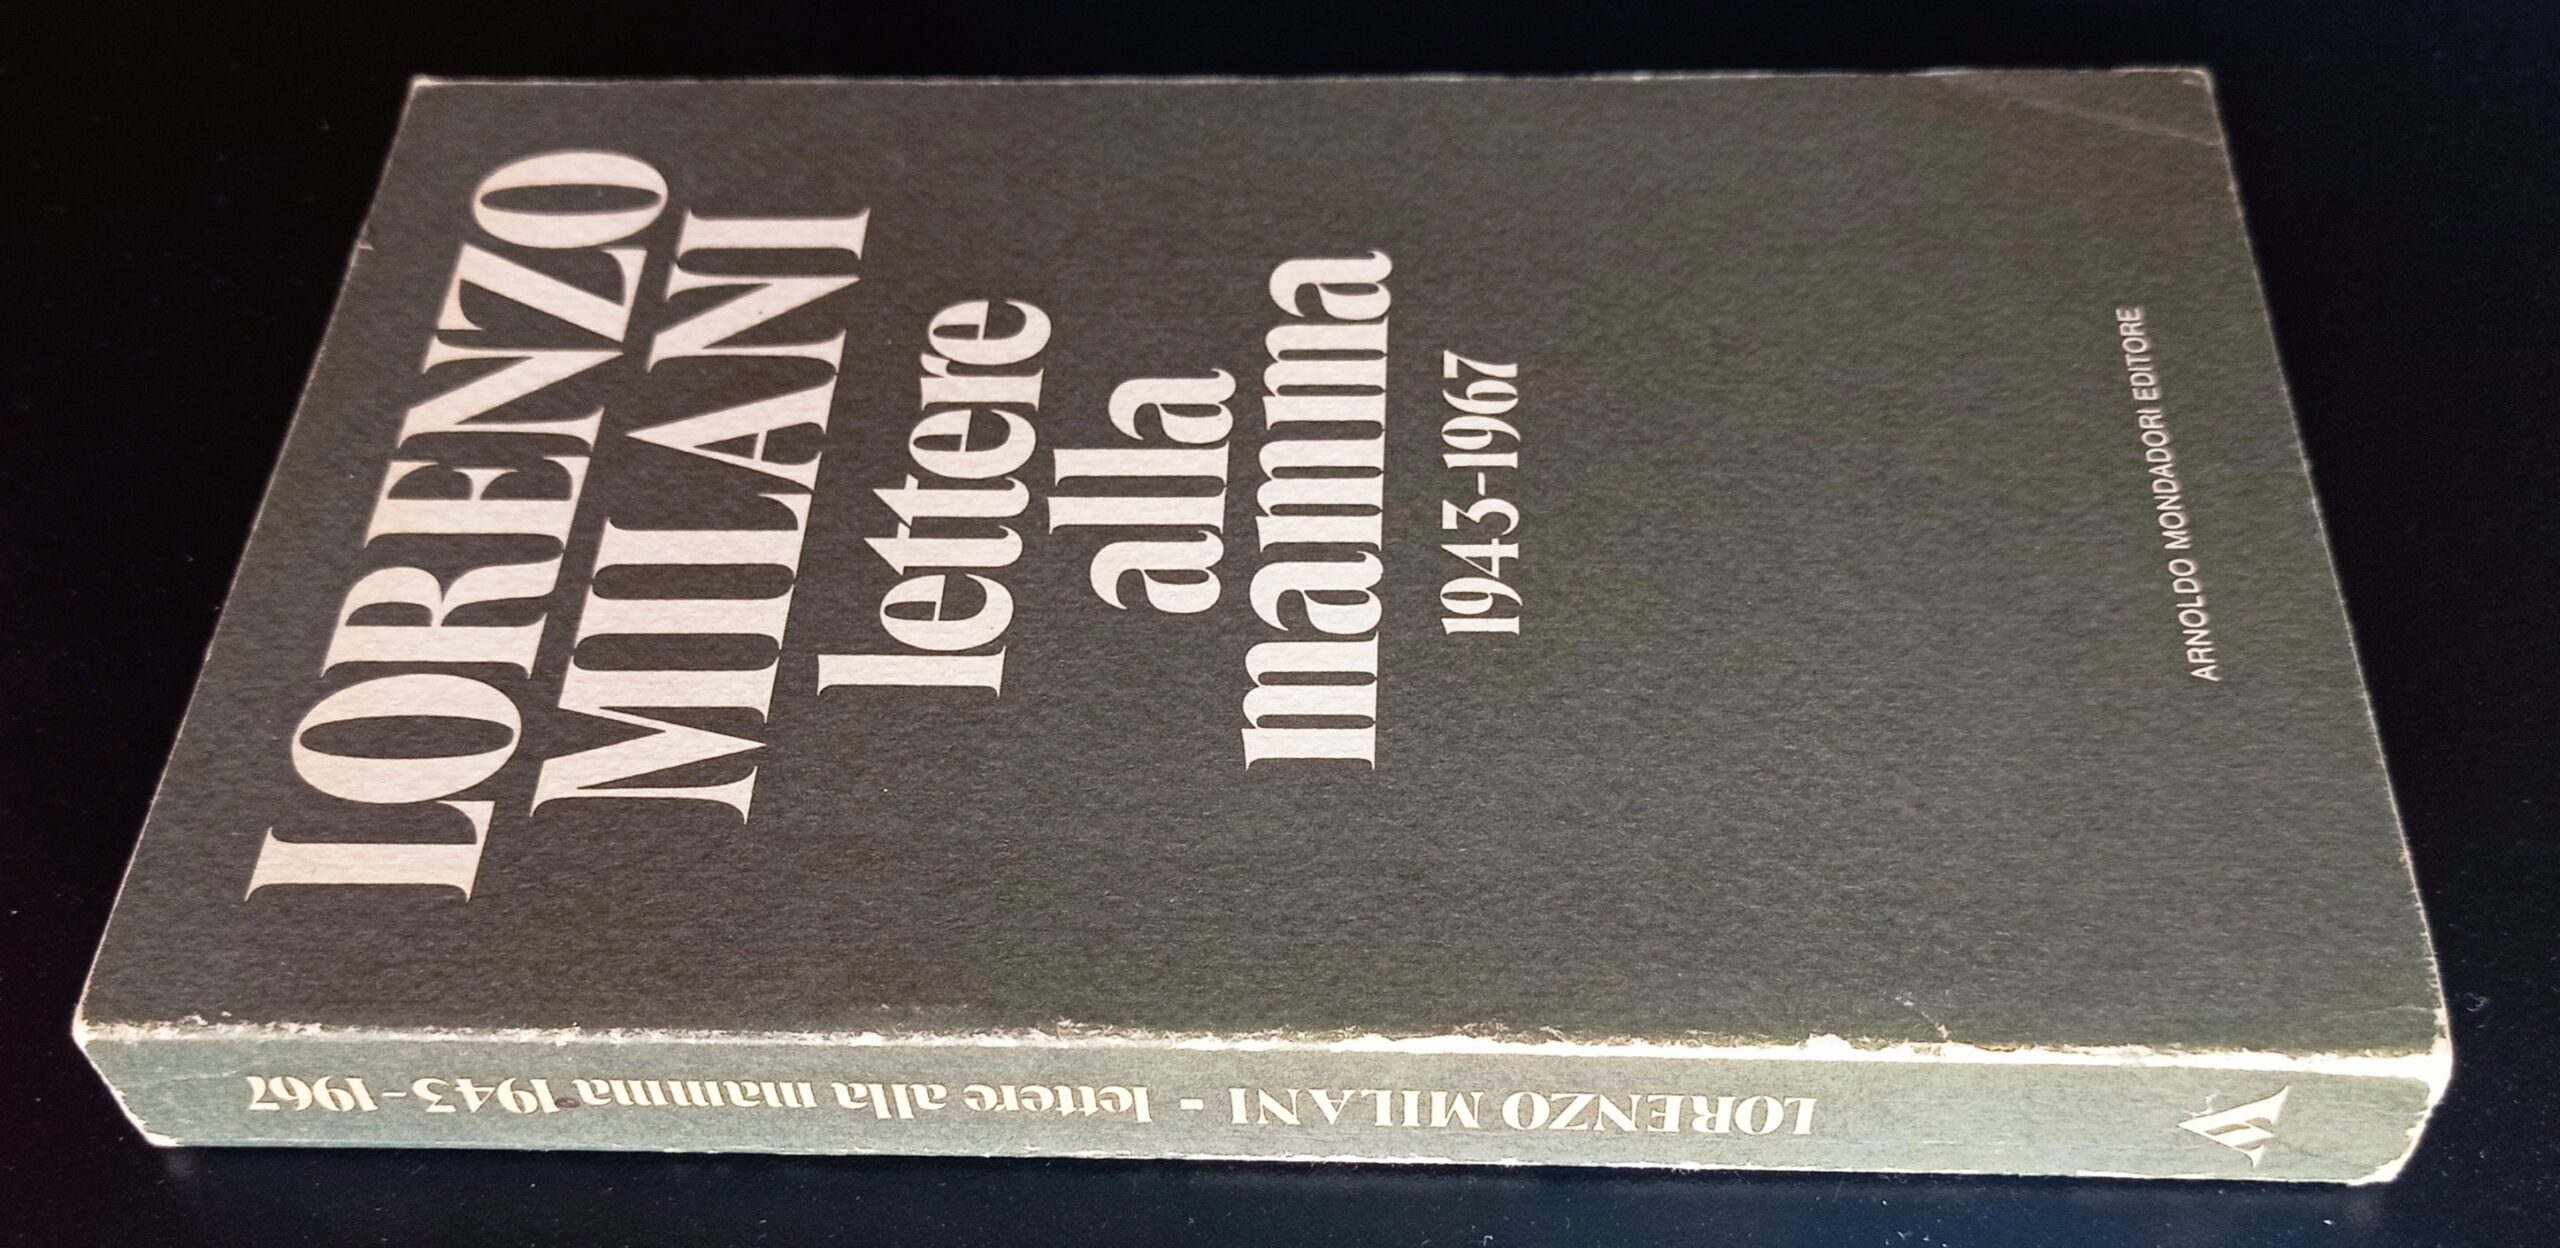 LORENZO
MILANI
lettere
alla
mamma
1943-1967
ARNOLDO MONDADORI EDITORE
LORENZO MILANI - lettere alla mamma 1943-1967